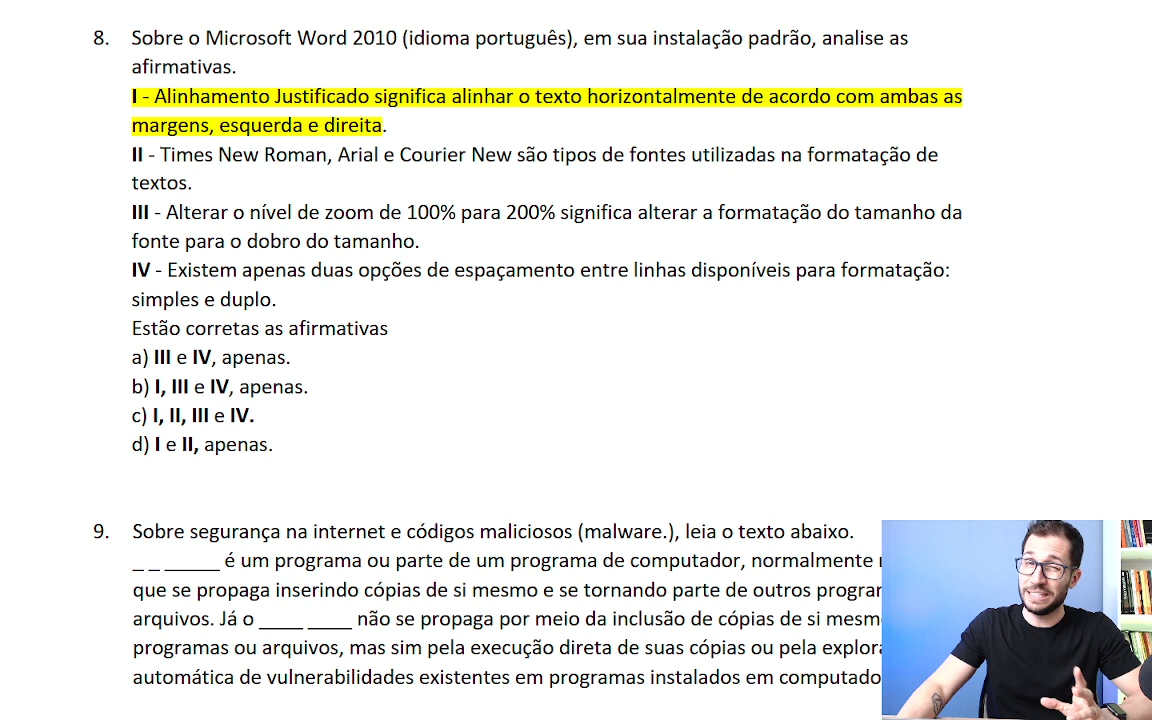 8. Sobre o Microsoft Word 2010 (idioma português), em sua instalação padrão, analise as
afirmativas.
I - Alinhamento Justificado significa alinhar o texto horizontalmente de acordo com ambas as
margens, esquerda e direita.
II - Times New Roman, Arial e Courier New são tipos de fontes utilizadas na formatação de
textos.
III - Alterar o nível de zoom de 100% para 200% significa alterar a formatação do tamanho da
fonte para o dobro do tamanho.
IV - Existem apenas duas opções de espaçamento entre linhas disponíveis para formatação:
simples e duplo.
Estão corretas as afirmativas
a) III e IV, apenas.
b) I, III e IV, apenas.
c) I, II, III e IV.
d) I e II, apenas.
9. Sobre segurança na internet e códigos maliciosos (malware.), leia o texto abaixo.
_ _ _____ é um programa ou parte de um programa de computador, normalmente
que se propaga inserindo cópias de si mesmo e se tornando parte de outros
arquivos. Já o ____ ____ não se propaga por meio da inclusão de cópias de si
programas ou arquivos, mas sim pela execução direta de suas cópias ou pela
automática de vulnerabilidades existentes em programas instalados em